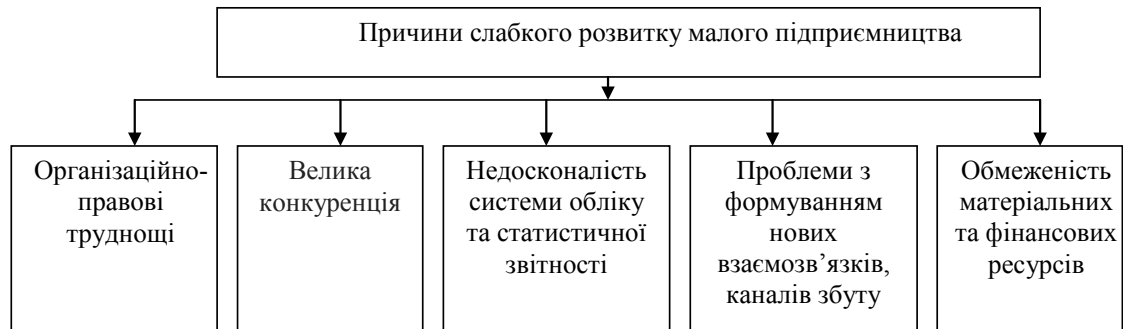 Причини слабкого розвитку малого підприємництва
Організаційно-
правові
труднощі
Велика
конкуренція
Недосконалість
системи обліку
та статистичної
звітності
Проблеми з
формуванням
нових
взаємозв’язків,
каналів збуту
Обмеженість
матеріальних
та фінансових
ресурсів